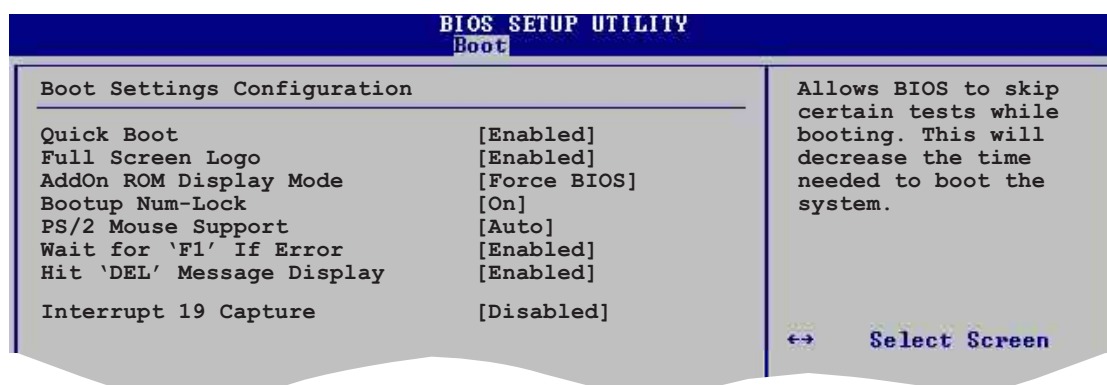 BIOS SETUP UTILITY
Boot
Boot Settings Configuration
Quick Boot [Enabled]
Full Screen Logo [Enabled]
AddOn ROM Display Mode [Force BIOS]
Bootup Num-Lock [On]
PS/2 Mouse Support [Auto]
Wait for ‘F1’ If Error [Enabled]
Hit ‘DEL’ Message Display [Enabled]
Interrupt 19 Capture [Disabled]
Allows BIOS to skip
certain tests while
booting. This will
decrease the time
needed to boot the
system.
↔ Select Screen